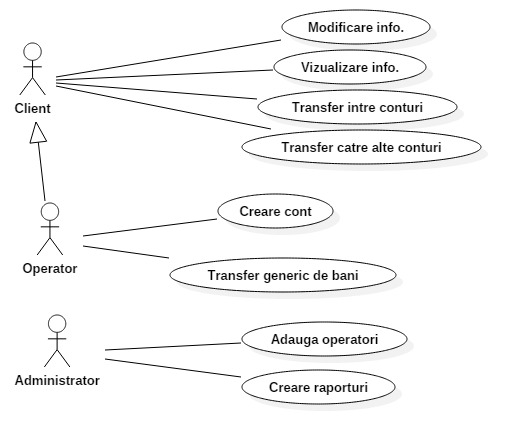 Modificare info.
Vizualizare info.
Client
Transfer intre conturi
Transfer catre alte conturi
Creare cont
Operator
Transfer generic de bani
Adauga operatori
Administrator
Creare raporturi